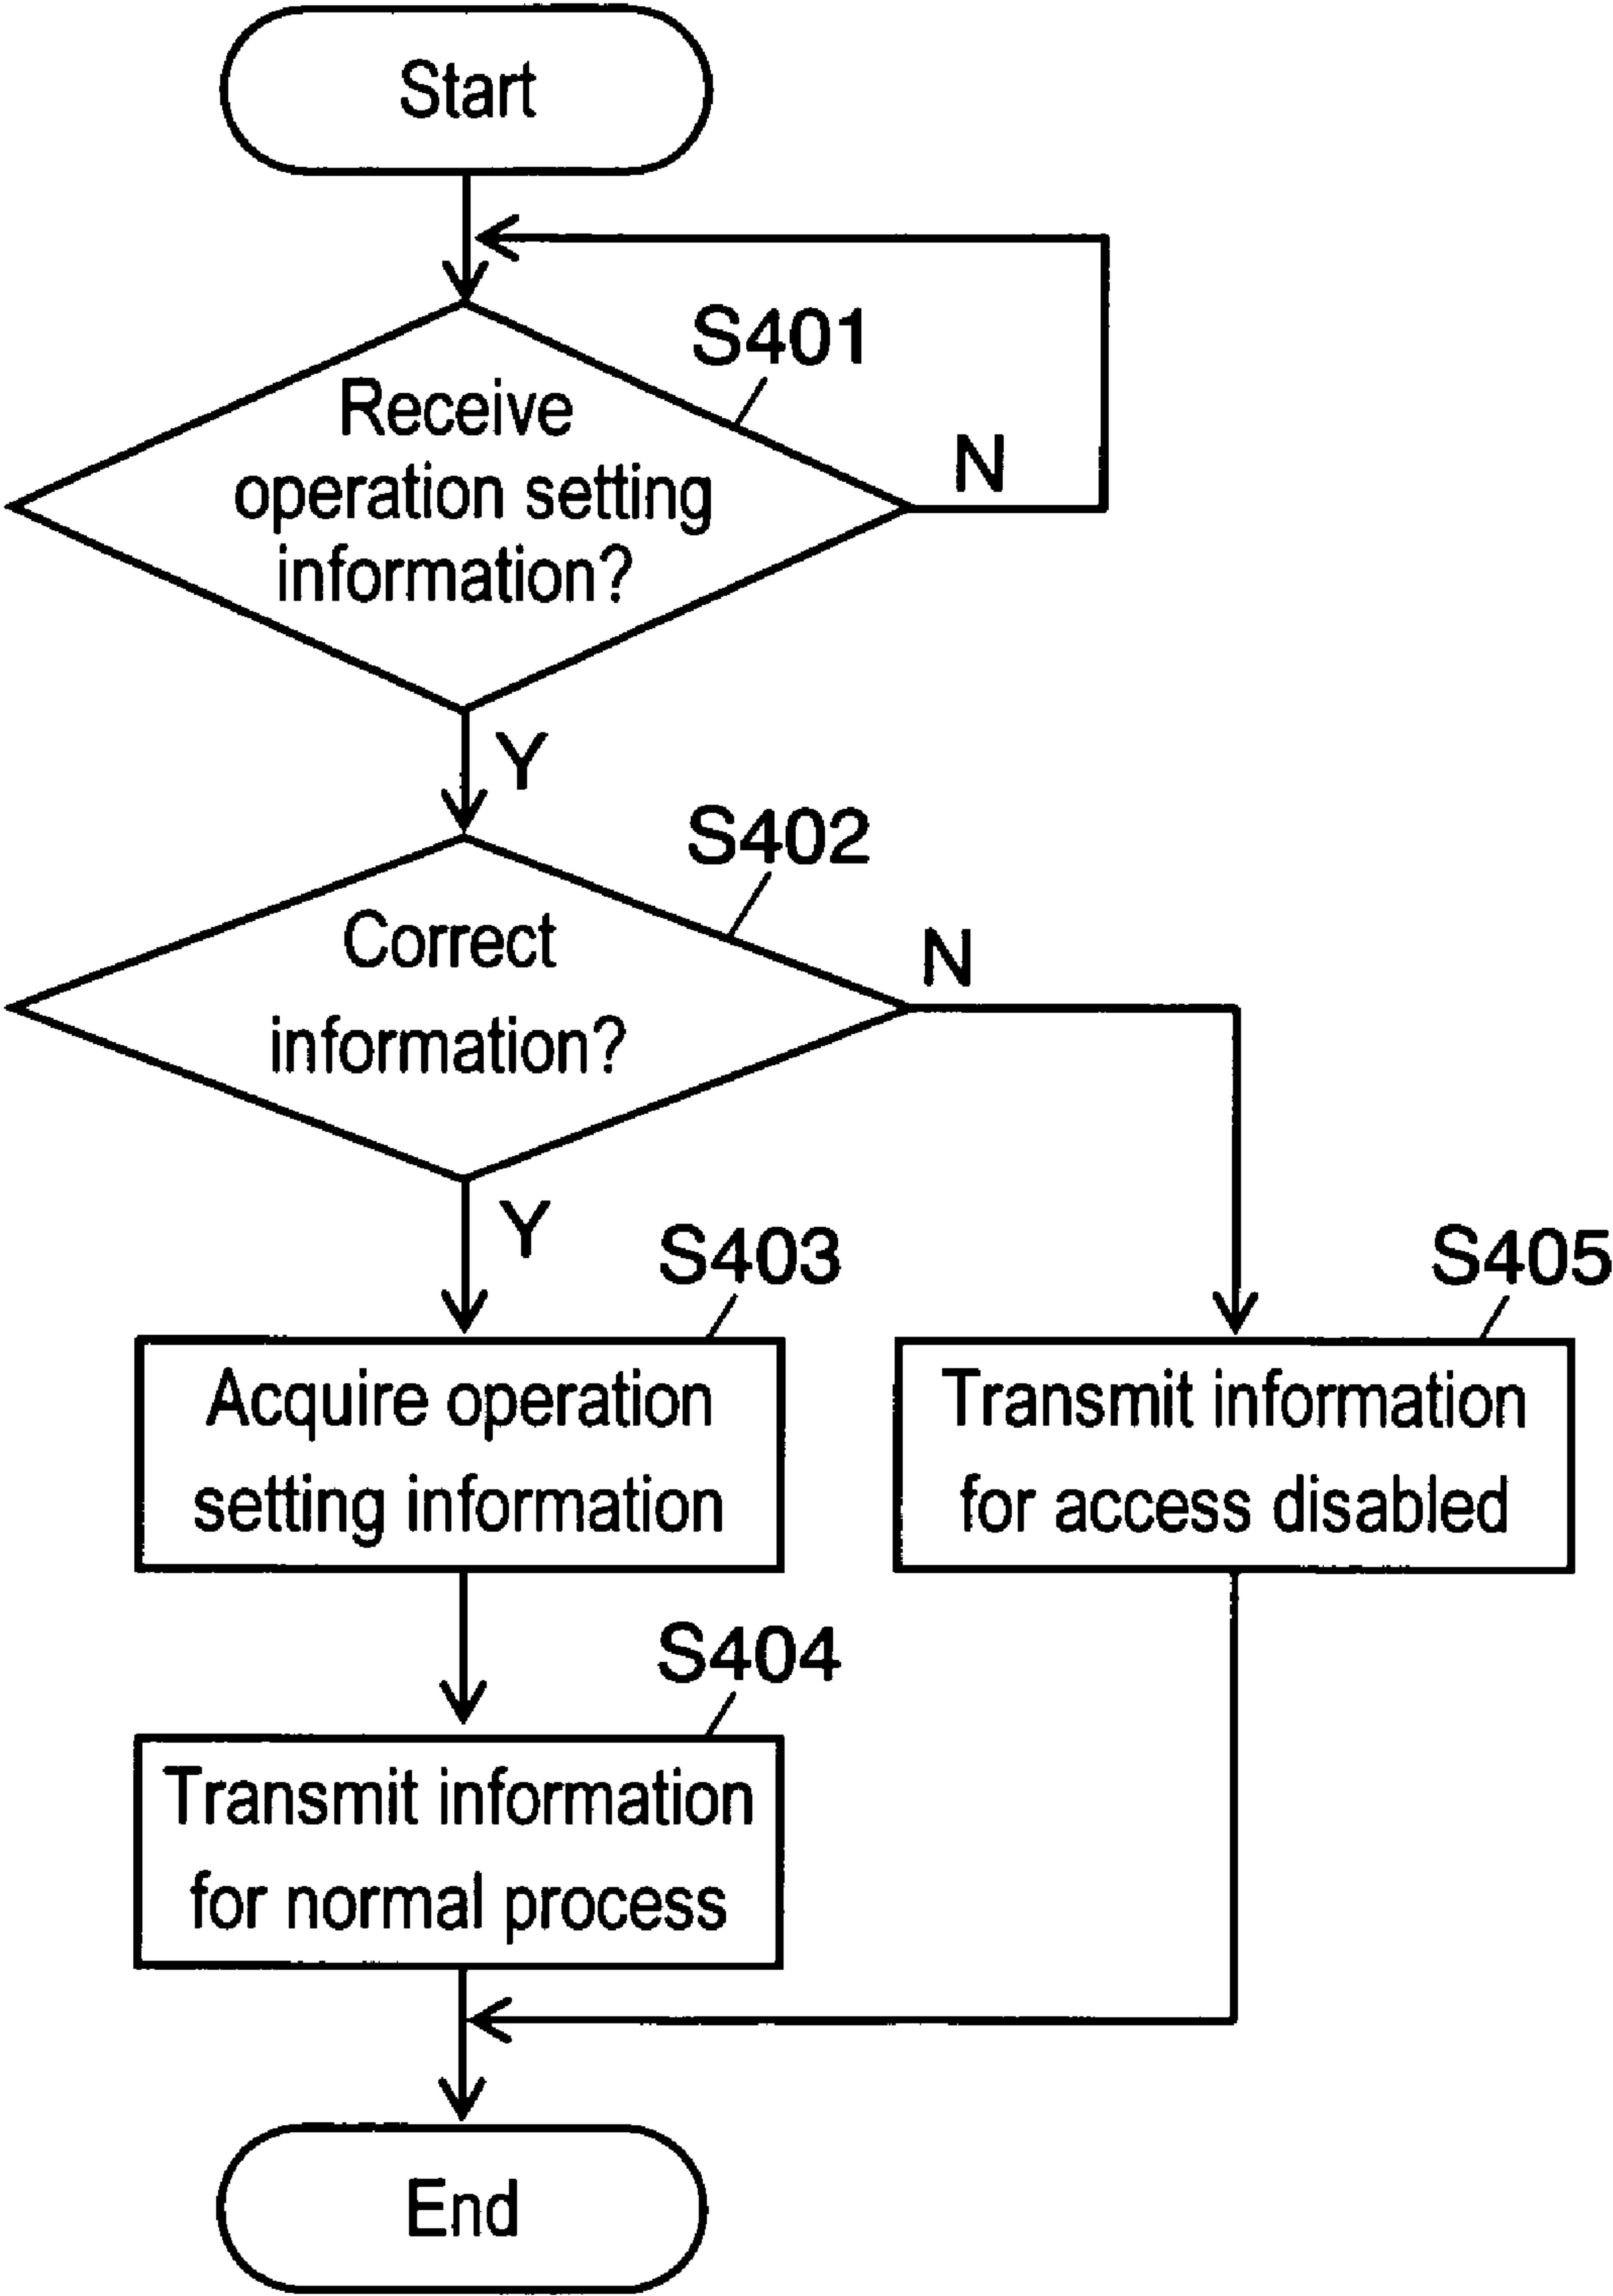 Start
S401
Receive
operation setting
information?
N
Y
S402
Correct
information?
N
Y
S403
Acquire operation
setting information
S405
Transmit information
for access disabled
S404
Transmit information
for normal process
End